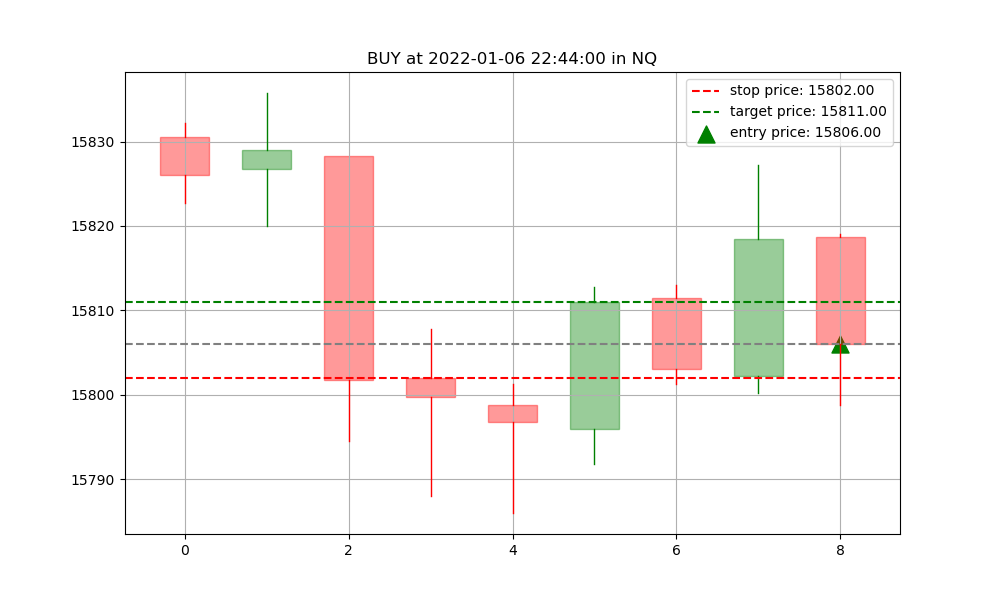 BUY at 2022-01-06 22:44:00 in NQ
stop price: 15802.00
target price: 15811.00
entry price: 15806.00
15830
15820
15810
15800
15790
0 2 4 6 8